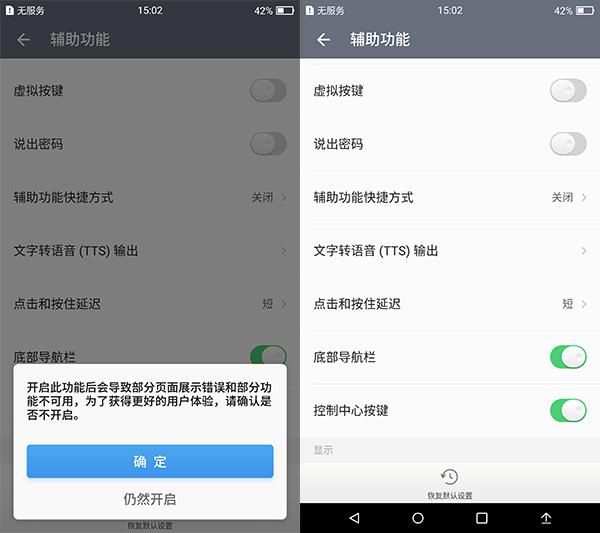 无服务
15:02
42%
辅助功能
虚拟按键
说出密码
辅助功能快捷方式
关闭
文字转语音 (TTS) 输出
点击和按住延迟
短
底部导航栏
开启此功能后会导致部分页面展示错误和部分功
能不可用，为了获得更好的用户体验，请确认是
否不开启。
确 定
仍然开启
恢复默认设置
无服务
15:02
42%
辅助功能
虚拟按键
说出密码
辅助功能快捷方式
关闭
文字转语音 (TTS) 输出
点击和按住延迟
短
底部导航栏
控制中心按键
显示
恢复默认设置